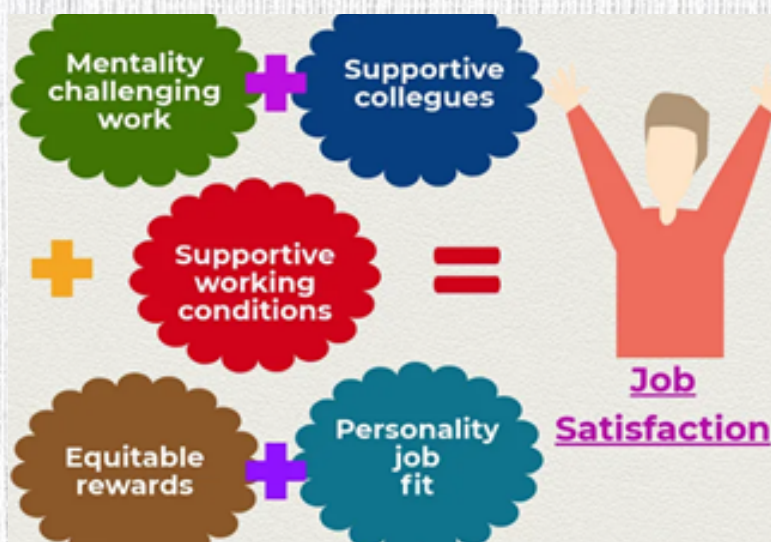 Mentality
challenging
work
Supportive
collegues
Supportive
working
conditions
Equitable
rewards
Personality
job
fit
Job
Satisfaction